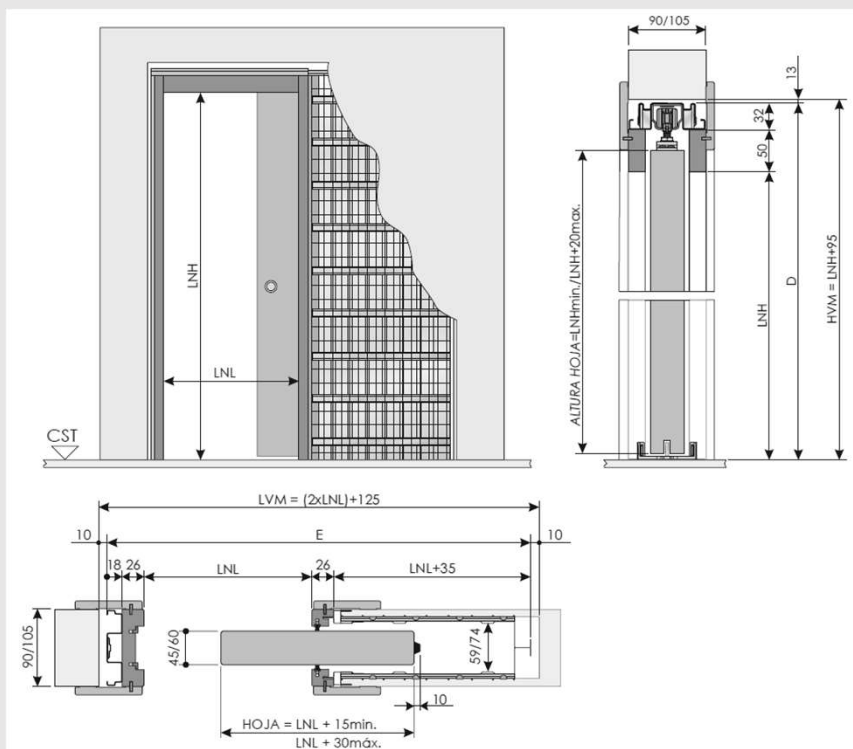 90/105
13
32
50
LNH
LNL
CST
ALTURA HOJA=LNHmin./LNH+20max.
LNH
D
HVM = LNH+95
LVM = (2xLNL)+125
10
E
10
18
26
LNL
26
LNL+35
90/105
45/60
59/74
10
HOJA = LNL + 15min.
LNL + 30máx.